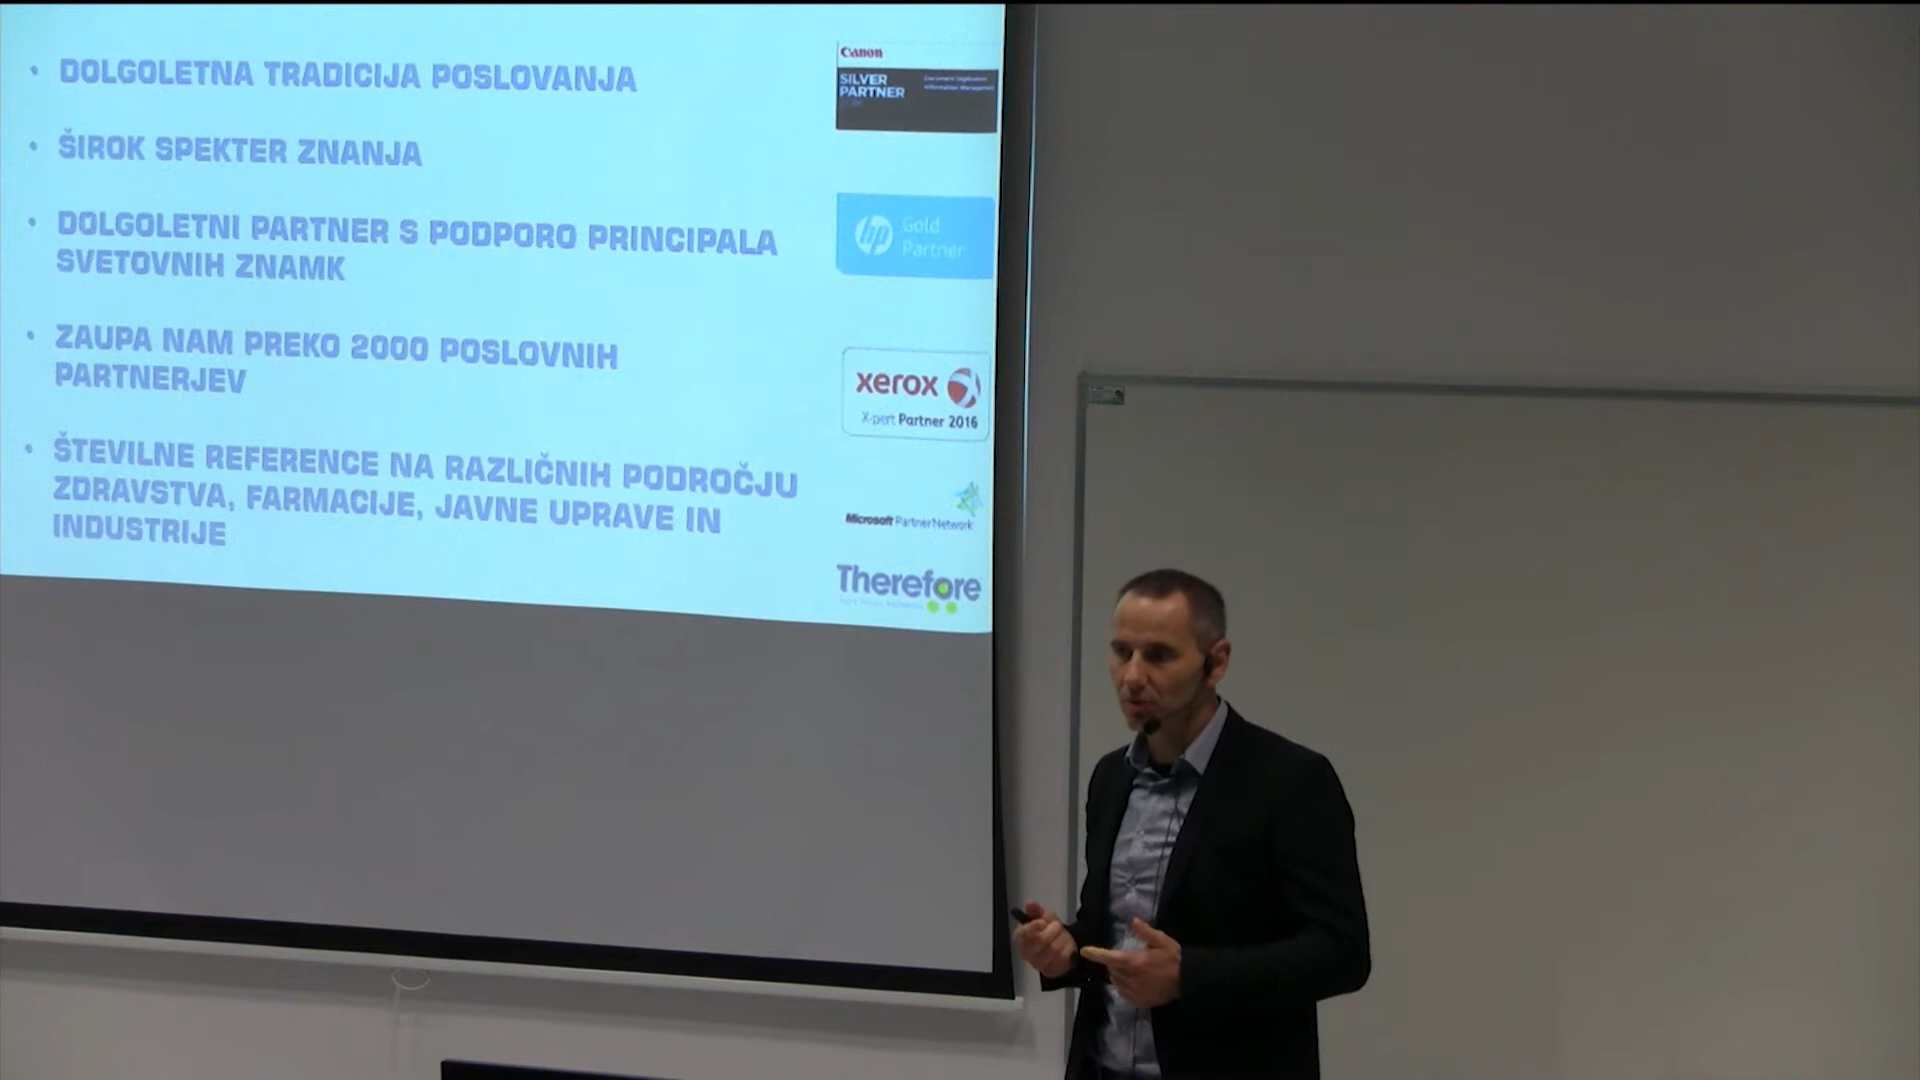 DOLGOLETNA TRADICIJA POSLOVANJA
ŠIROK SPEKTER ZNANJA
DOLGOLETNI PARTNER S PODPORO PRINCIPALA
SVETOVNIH ZNAMK
ZAUPA NAM PREKO 2000 POSLOVNIH
PARTNERJEV
ŠTEVILNE REFERENCE NA RAZLIČNIH PODROČJU
ZDRAVSTVA, FARMACIJE, JAVNE UPRAVE IN
INDUSTRIJE
Canon
SILVER
PARTNER
hp
Gold
Partner
xerox
X-pert Partner 2016
Microsoft PartnerNetwork
Therefore